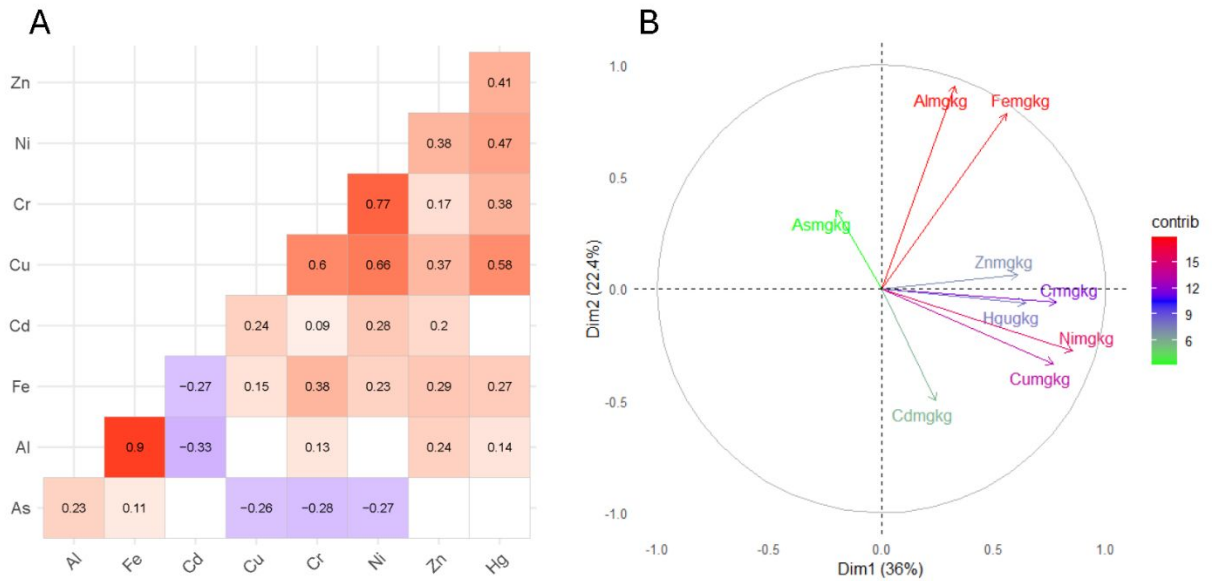 A
Zn
0.41
Ni
0.38 0.47
Cr
0.77 0.17 0.38
Cu
0.6 0.66 0.37 0.58
Cd
0.24 0.09 0.28 0.2
Fe
−0.27 0.15 0.38 0.23 0.29 0.27
Al
0.9 −0.33 0.13 0.24 0.14
As
0.23 0.11 −0.26 −0.28 −0.27
Al Fe Cd Cu Cr Ni Zn Hg
B
1.0
0.5
0.0
-0.5
-1.0
Dim2 (22.4%)
Almgkg Femgkg
Asmgkg
Znmgkg
Crmgkg
Hgugkg
Nimgkg
Cumgkg
Cdmgkg
-1.0 -0.5 0.0 0.5 1.0
Dim1 (36%)
contrib
15
12
9
6